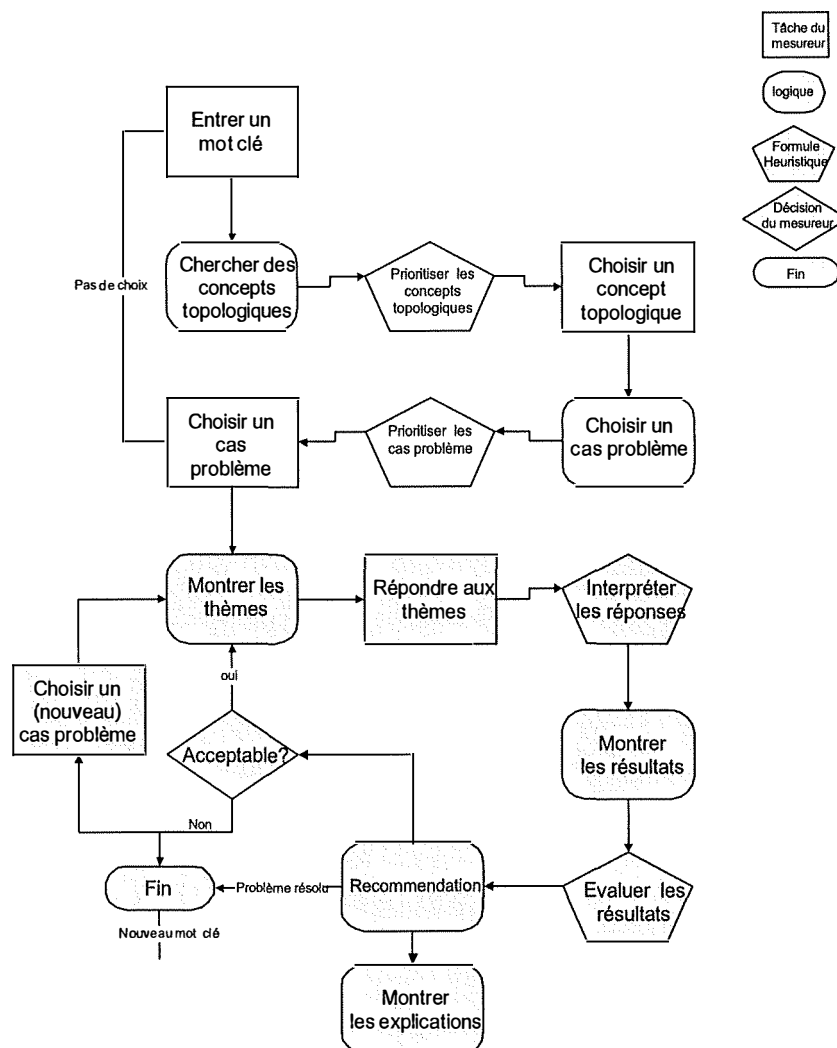 Tâche du
mesureur
logique
Formule
Heuristique
Décision
du mesureur
Fin
Entrer un
mot clé
Pas de choix
Chercher des
concepts
topologiques
Prioritiser les
concepts
topologiques
Choisir un
concept
topologique
Choisir un
cas
problème
Prioritiser les
cas problème
Choisir un
cas problème
Montrer les
thèmes
Répondre aux
thèmes
Interpréter
les réponses
oui
Choisir un
(nouveau)
cas problème
Acceptable?
Montrer
les résultats
Non
Fin
Problème résolu
Recommendation
Evaluer les
résultats
Nouveau mot clé
Montrer
les explications